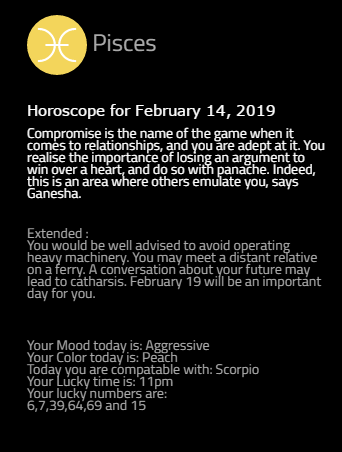 Pisces
Horoscope for February 14, 2019
Compromise is the name of the game when it
comes to relationships, and you are adept at it. You
realise the importance of losing an argument to
win over a heart, and do so with panache. Indeed,
this is an area where others emulate you, says
Ganesha.
Extended :
You would be well advised to avoid operating
heavy machinery. You may meet a distant relative
on a ferry. A conversation about your future may
lead to catharsis. February 19 will be an important
day for you.
Your Mood today is: Aggressive
Your Color today is: Peach
Today you are compatable with: Scorpio
Your Lucky time is: 11pm
Your lucky numbers are:
6,7,39,64,69 and 15